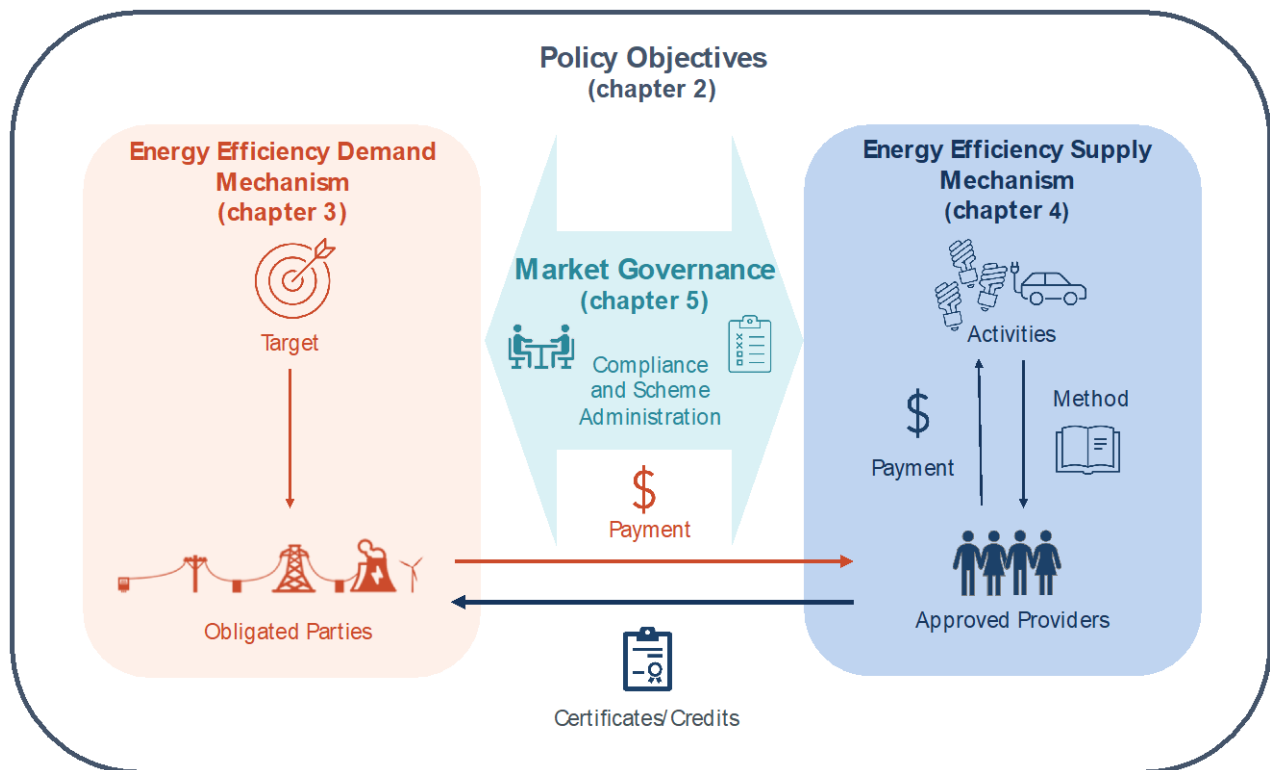 Policy Objectives
(chapter 2)
Energy Efficiency Demand
Mechanism
(chapter 3)
Target
Obligated Parties
Market Governance
(chapter 5)
Compliance
and Scheme
Administration
$
Payment
Certificates/ Credits
Energy Efficiency Supply
Mechanism
(chapter 4)
Activities
$
Payment
Method
Approved Providers